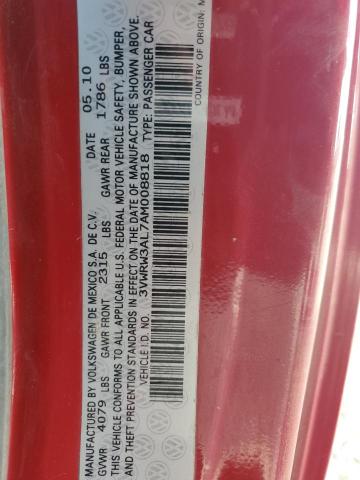 MANUFACTURED BY VOLKSWAGEN DE MEXICO S.A. DE C.V. DATE 05.10
GVWR 4079 LBS GAWR FRONT 2315 LBS GAWR REAR 1786 LBS
THIS VEHICLE CONFORMS TO ALL APPLICABLE U.S. FEDERAL MOTOR VEHICLE SAFETY, BUMPER,
AND THEFT PREVENTION STANDARDS IN EFFECT ON THE DATE OF MANUFACTURE SHOWN ABOVE.
VEHICLE I.D. NO. 3VWRW3AL7AM008818 TYPE: PASSENGER CAR
COUNTRY OF ORIGIN: